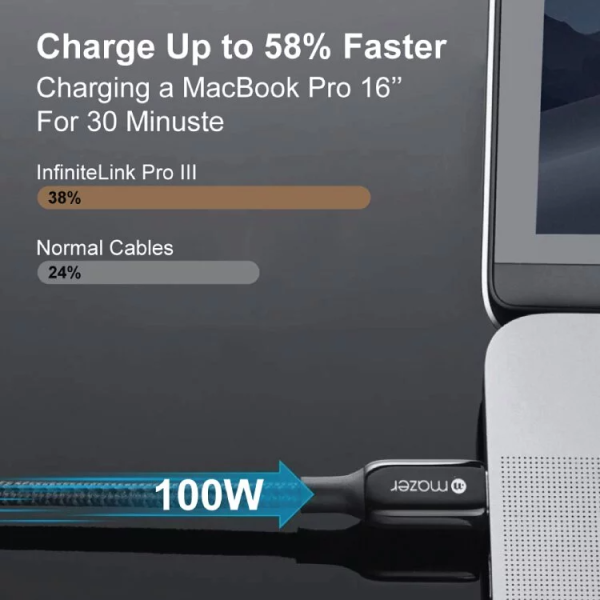 Charge Up to 58% Faster
Charging a MacBook Pro 16”
For 30 Minuste
InfiniteLink Pro III
38%
Normal Cables
24%
100W
mazer